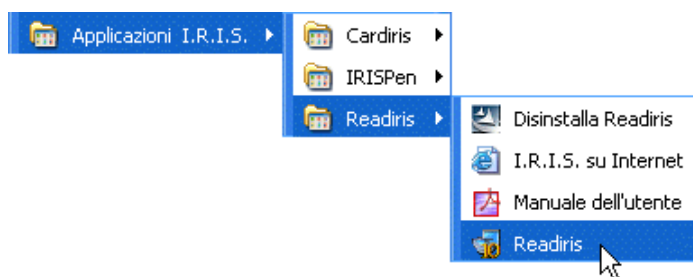 Applicazioni I.R.I.S.
Cardiris
IRISPen
Readiris
Disinstalla Readiris
I.R.I.S. su Internet
Manuale dell'utente
Readiris